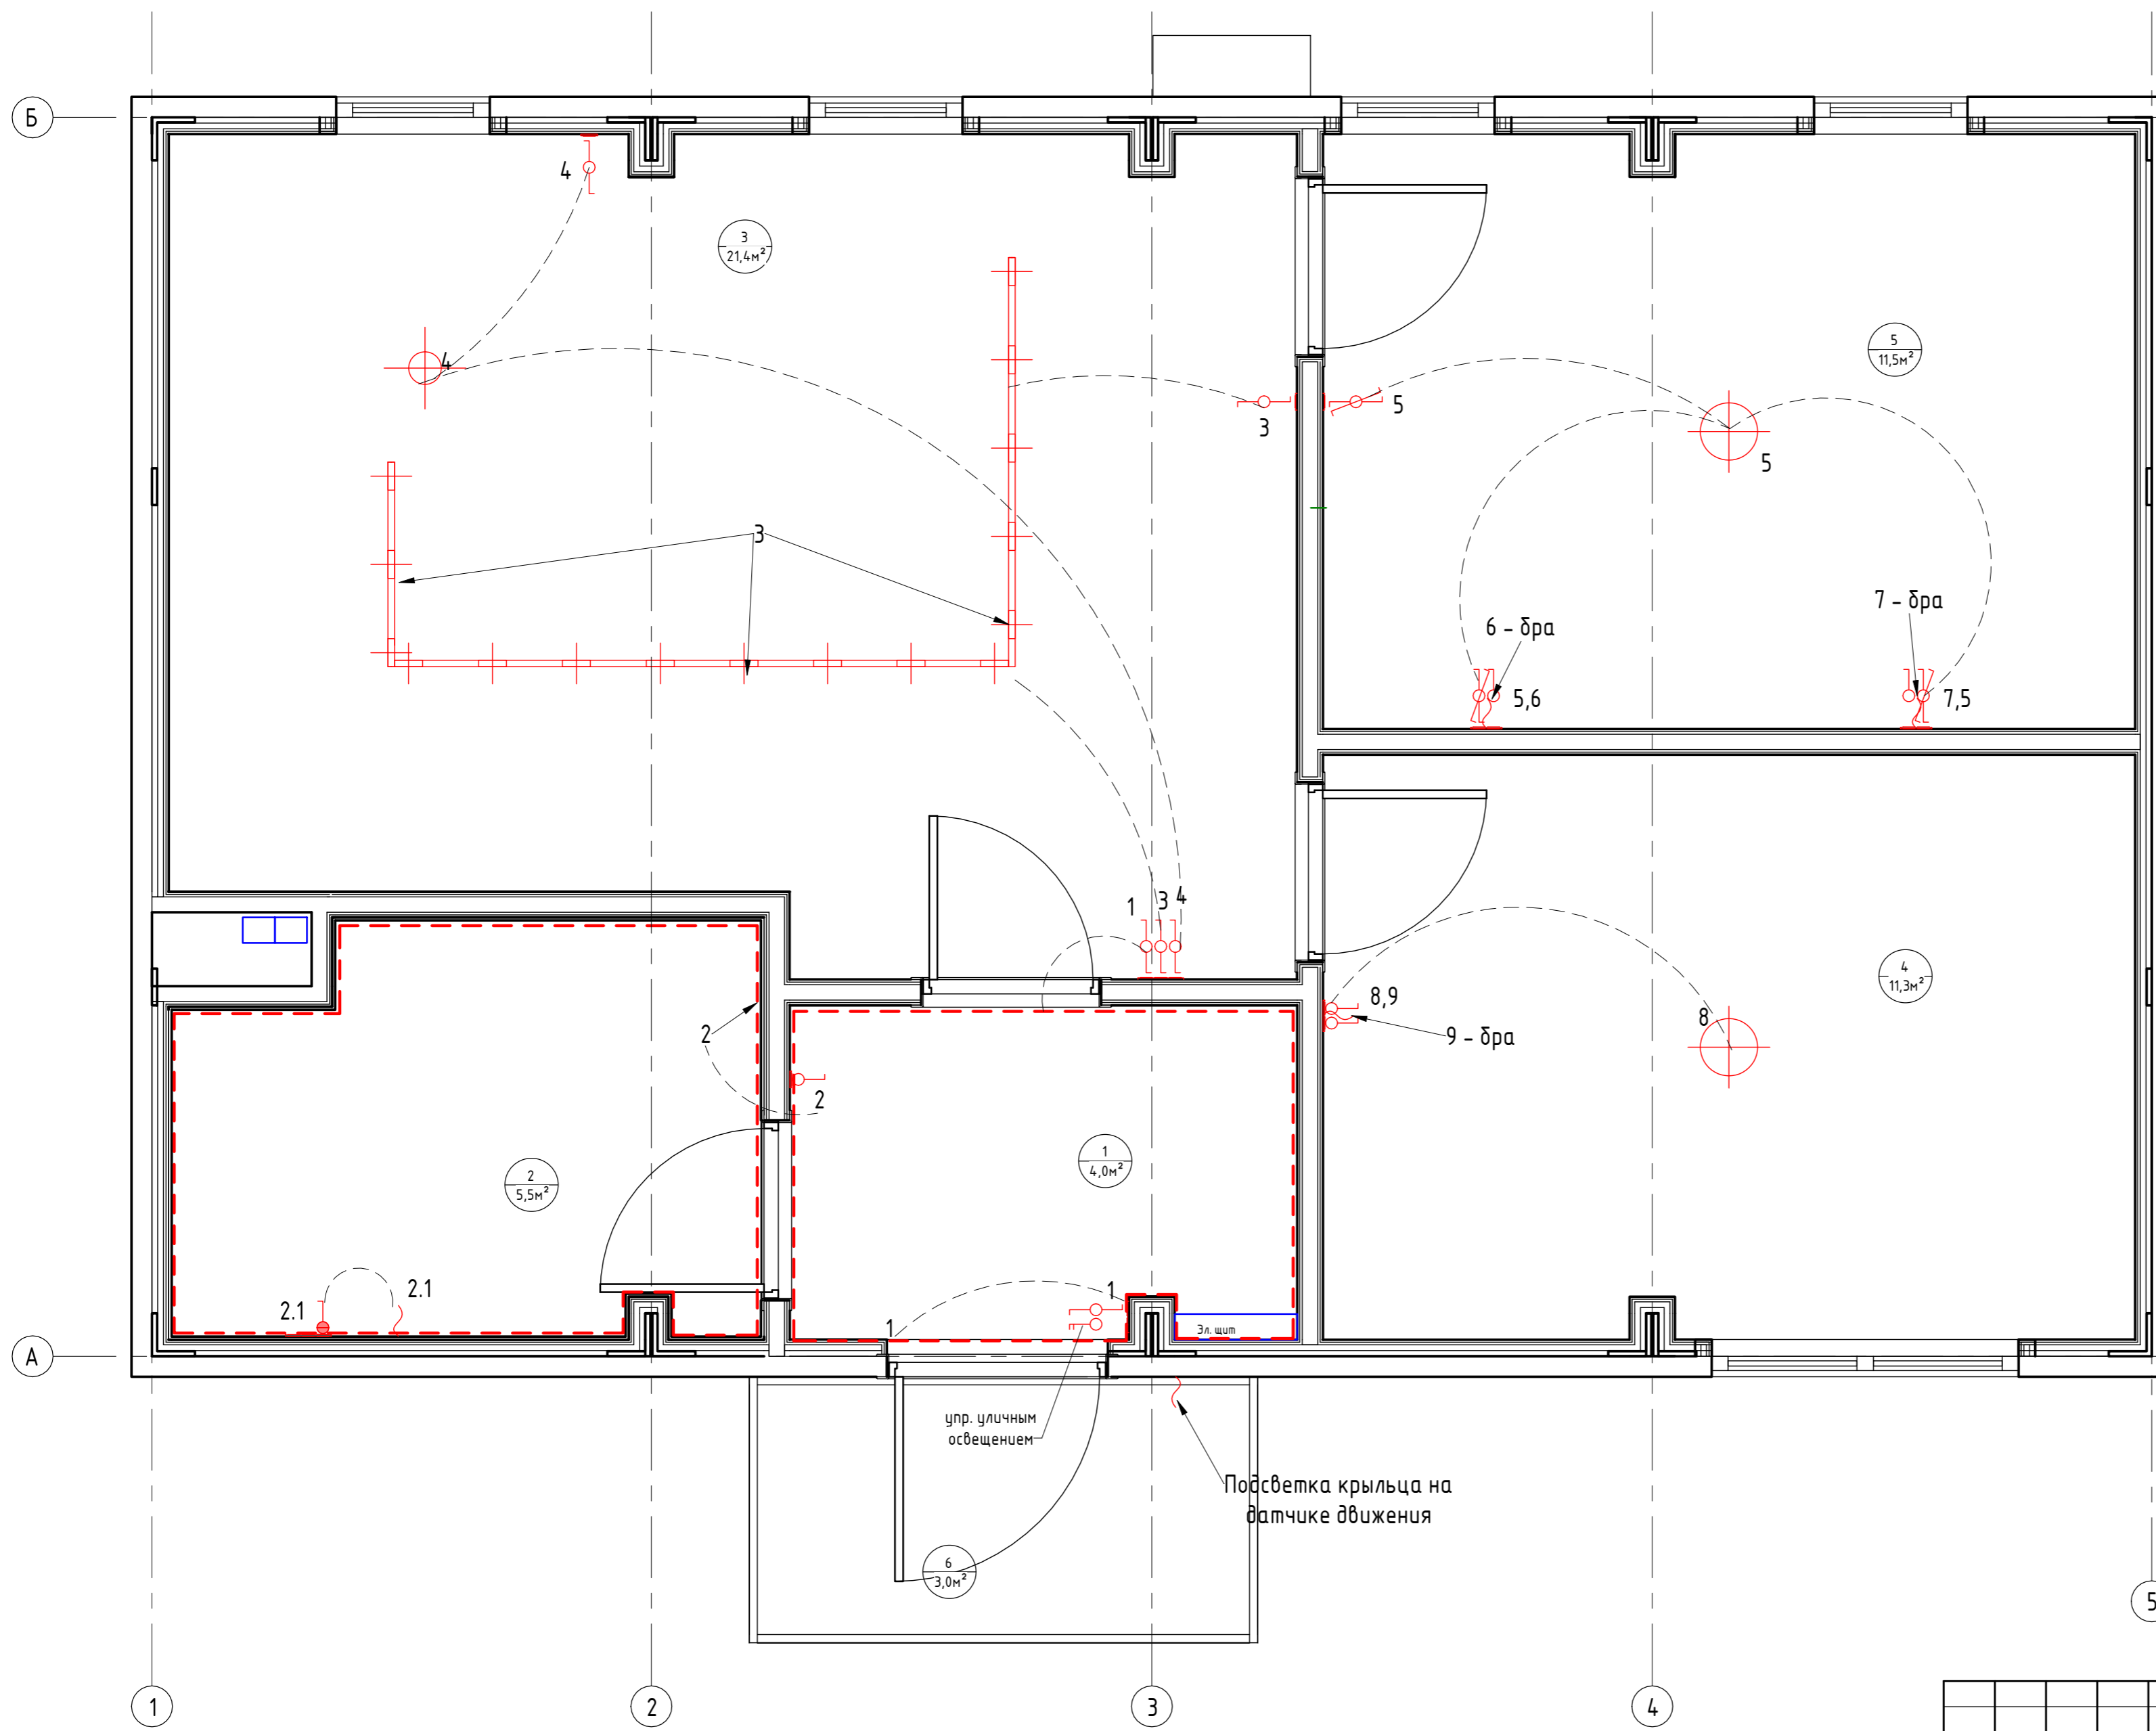 Б
4
3
21,4м²
4
5
11,5м²
3
5
5
3
7 - бра
6 - бра
5,6
7,5
1
3
4
4
11,3м²
8,9
8
9 - бра
2
2
1
4,0м²
2
5,5м²
2.1
2.1
1
1
Эл. щит
А
упр. уличным
освещением
Подсветка крыльца на
датчике движения
6
3,0м²
5
1
2
3
4